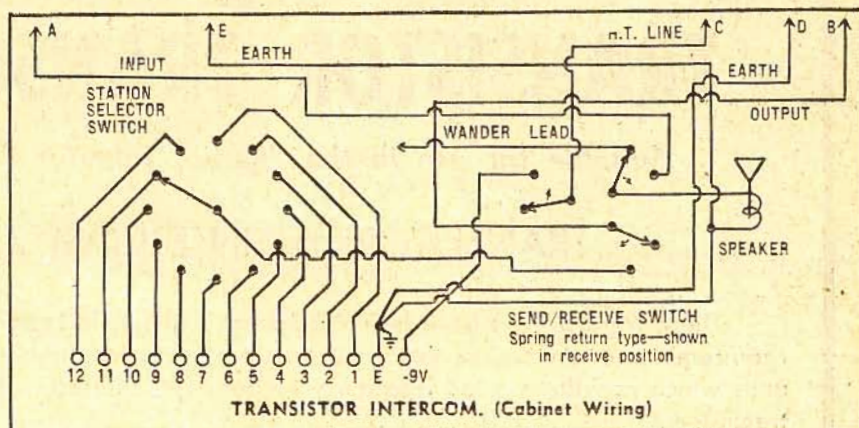 A E H.T. LINE C D B
INPUT EARTH EARTH
STATION
SELECTOR
SWITCH
OUTPUT
WANDER LEAD
SPEAKER
SEND/RECEIVE SWITCH
Spring return type—shown
in receive position
12 11 10 9 8 7 6 5 4 3 2 1 E -9V
TRANSISTOR INTERCOM. (Cabinet Wiring)